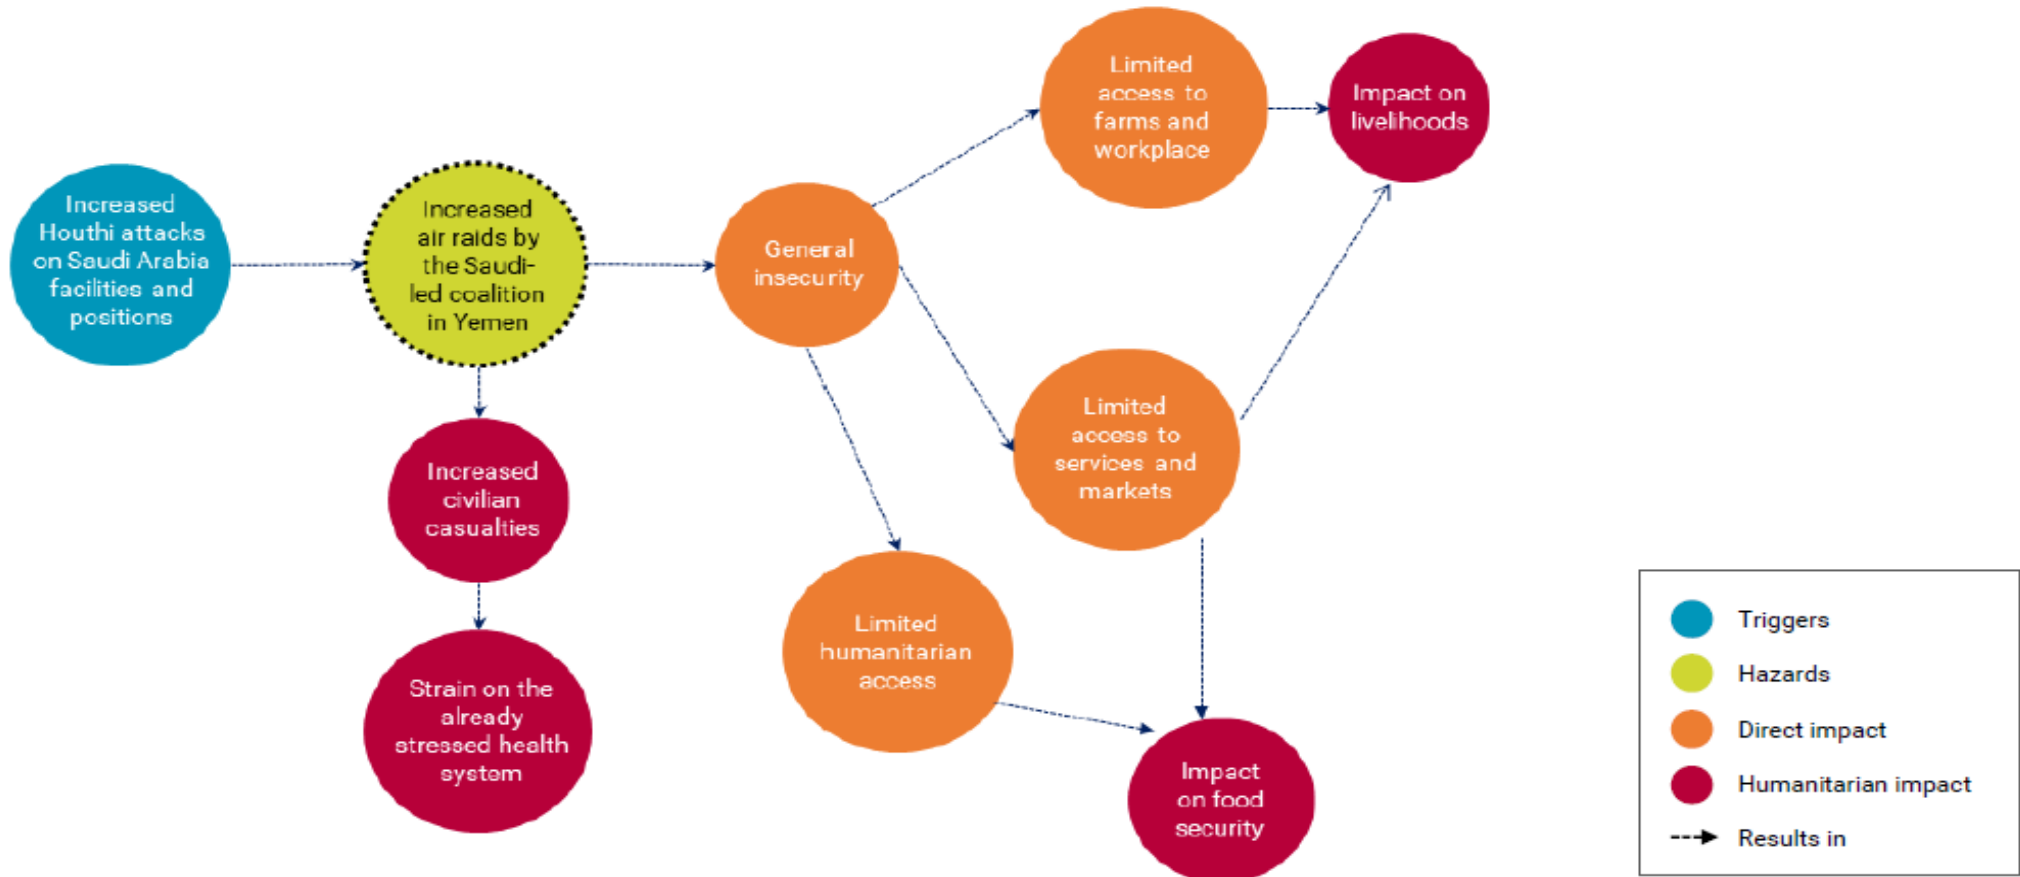 Increased
Houthi attacks
on Saudi Arabia
facilities and
positions
Increased
air raids by
the Saudi-
led coalition
in Yemen
Increased
civilian
casualties
Strain on the
already
stressed health
system
General
insecurity
Limited
access to
farms and
workplace
Impact on
livelihoods
Limited
access to
services and
markets
Limited
humanitarian
access
Impact
on food
security
Triggers
Hazards
Direct impact
Humanitarian impact
Results in